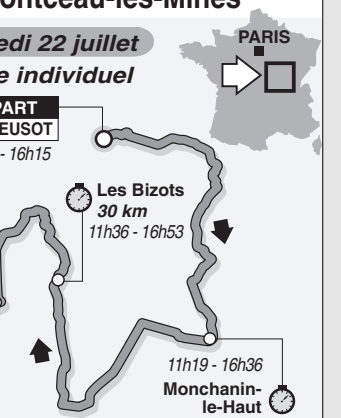 ontceau-les-Mines
edi 22 juillet
e individuel
PARIS
PART
EUSOT
- 16h15
Les Bizots
30 km
11h36 - 16h53
11h19 - 16h36
Monchanin-
le-Haut